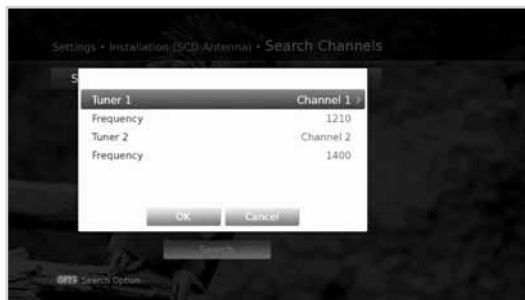 Settings • Installation (SCD Antenna) • Search Channels
S
Tuner 1 Channel 1 >
Frequency 1210
Tuner 2 Channel 2
Frequency 1400
OK Cancel
Search
OPT+ Search Option